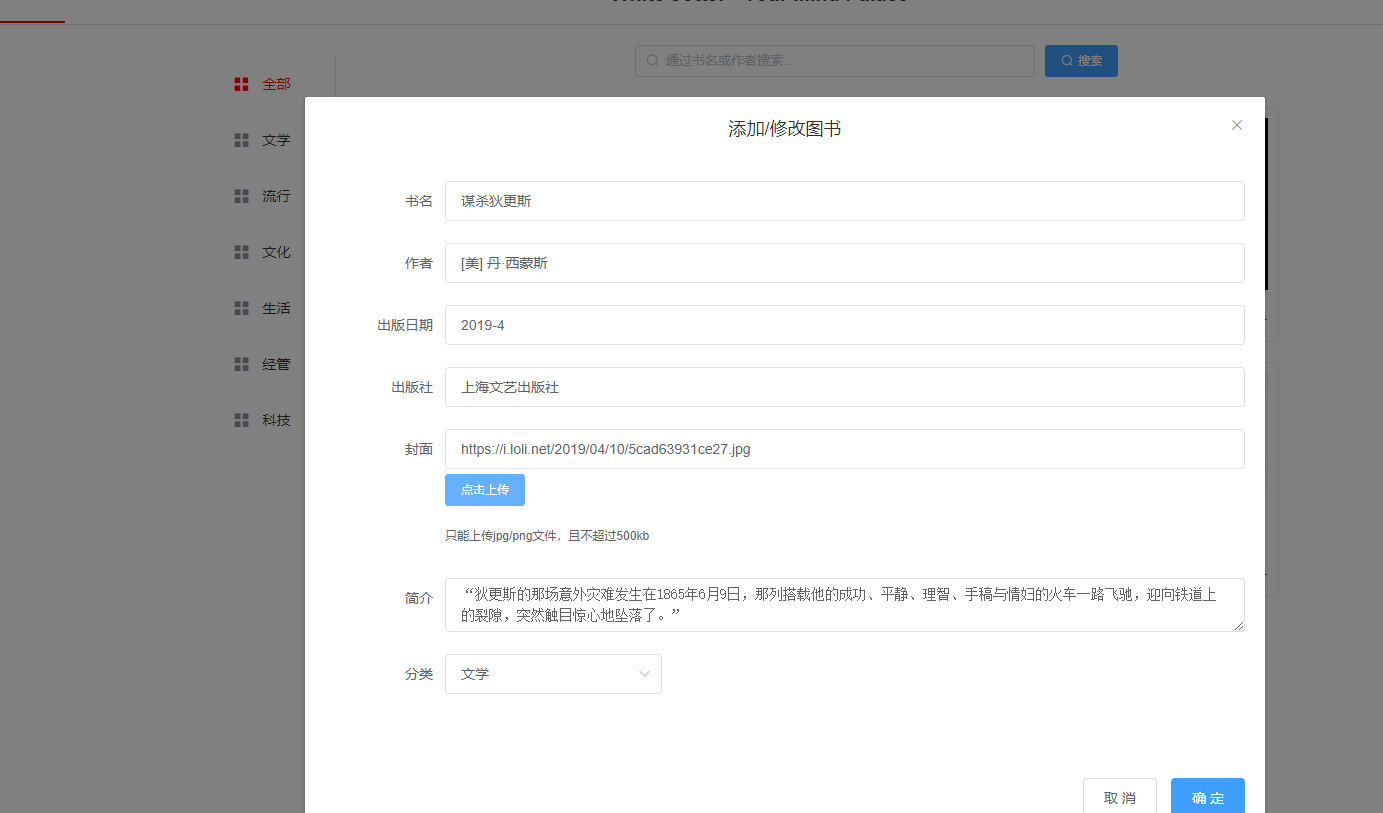 通过书名或作者搜索...
搜索
全部
文学
流行
文化
生活
经管
科技
添加/修改图书
书名
谋杀狄更斯
作者
[美] 丹·西蒙斯
出版日期
2019-4
出版社
上海文艺出版社
封面
https://i.loli.net/2019/04/10/5cad63931ce27.jpg
点击上传
只能上传jpg/png文件，且不超过500kb
简介
“狄更斯的那场意外灾难发生在1865年6月9日，那列搭载他的成功、平静、理智、手稿与情妇的火车一路飞驰，迎向铁道上
的裂隙，突然触目惊心地坠落了。”
分类
文学
取 消
确 定